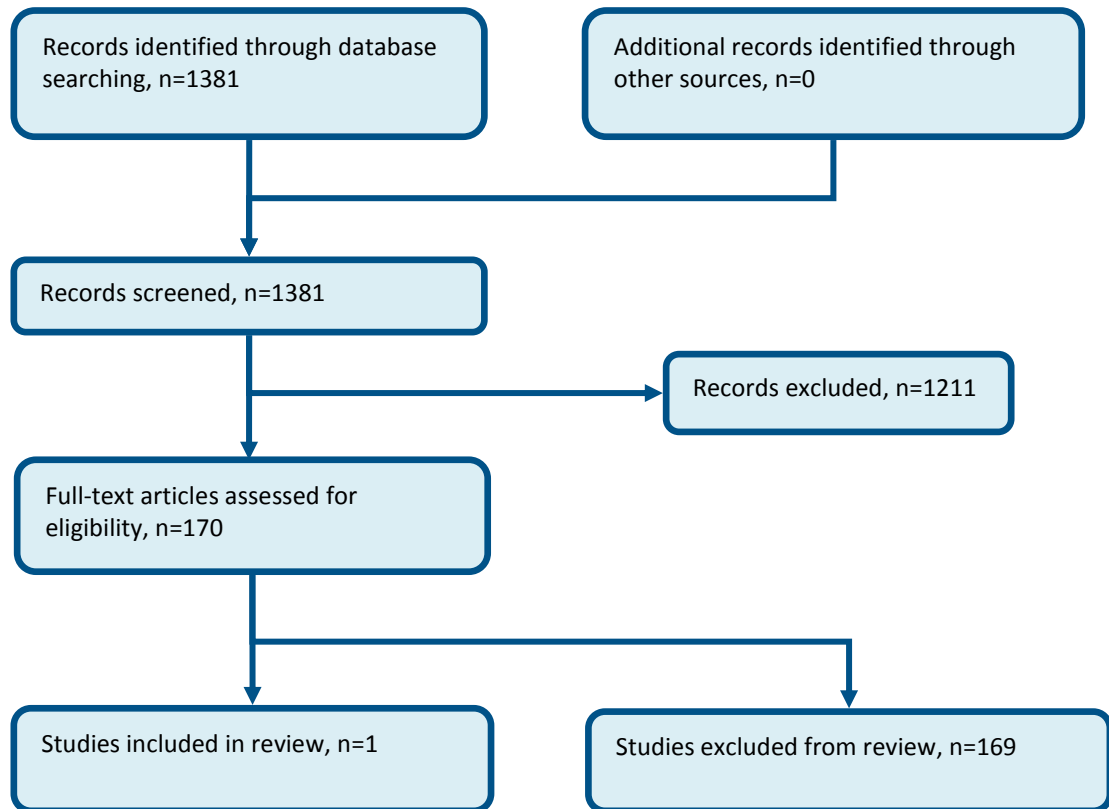 Records identified through database
searching, n=1381
Additional records identified through
other sources, n=0
Records screened, n=1381
Records excluded, n=1211
Full-text articles assessed for
eligibility, n=170
Studies included in review, n=1
Studies excluded from review, n=169